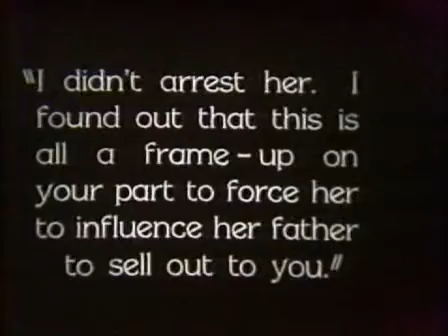 "I didn't arrest her. I
found out that this is
all a frame-up on
your part to force her
to influence her father
to sell out to you."